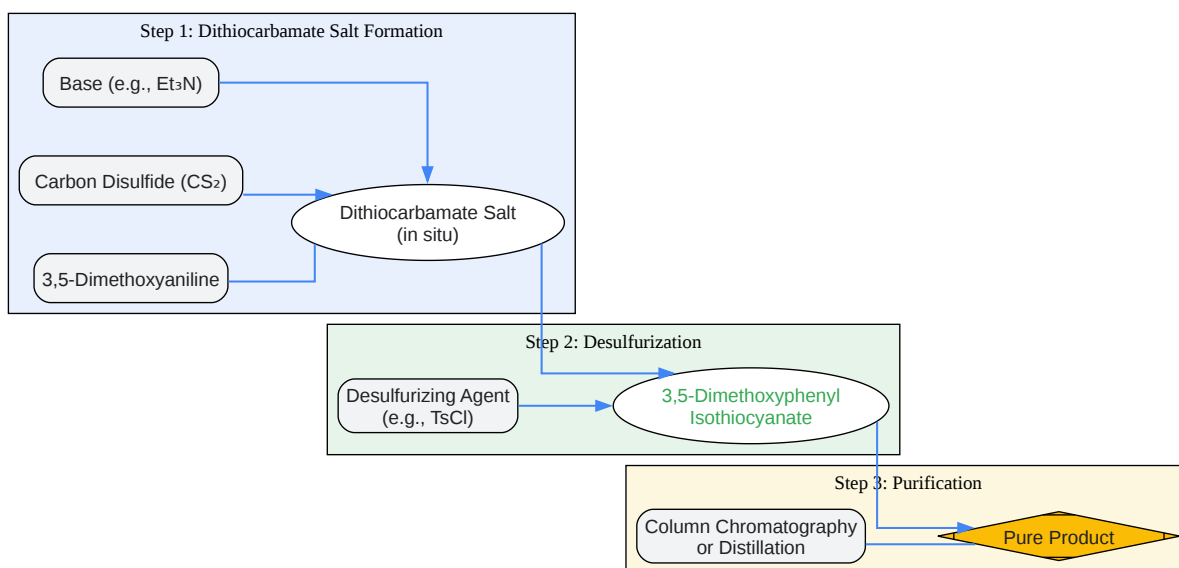 Step 1: Dithiocarbamate Salt Formation
Base (e.g., Et₃N)
Carbon Disulfide (CS₂)
Dithiocarbamate Salt
(in situ)
3,5-Dimethoxyaniline
Step 2: Desulfurization
Desulfurizing Agent
(e.g., TsCl)
3,5-Dimethoxyphenyl
Isothiocyanate
Step 3: Purification
Column Chromatography
or Distillation
Pure Product